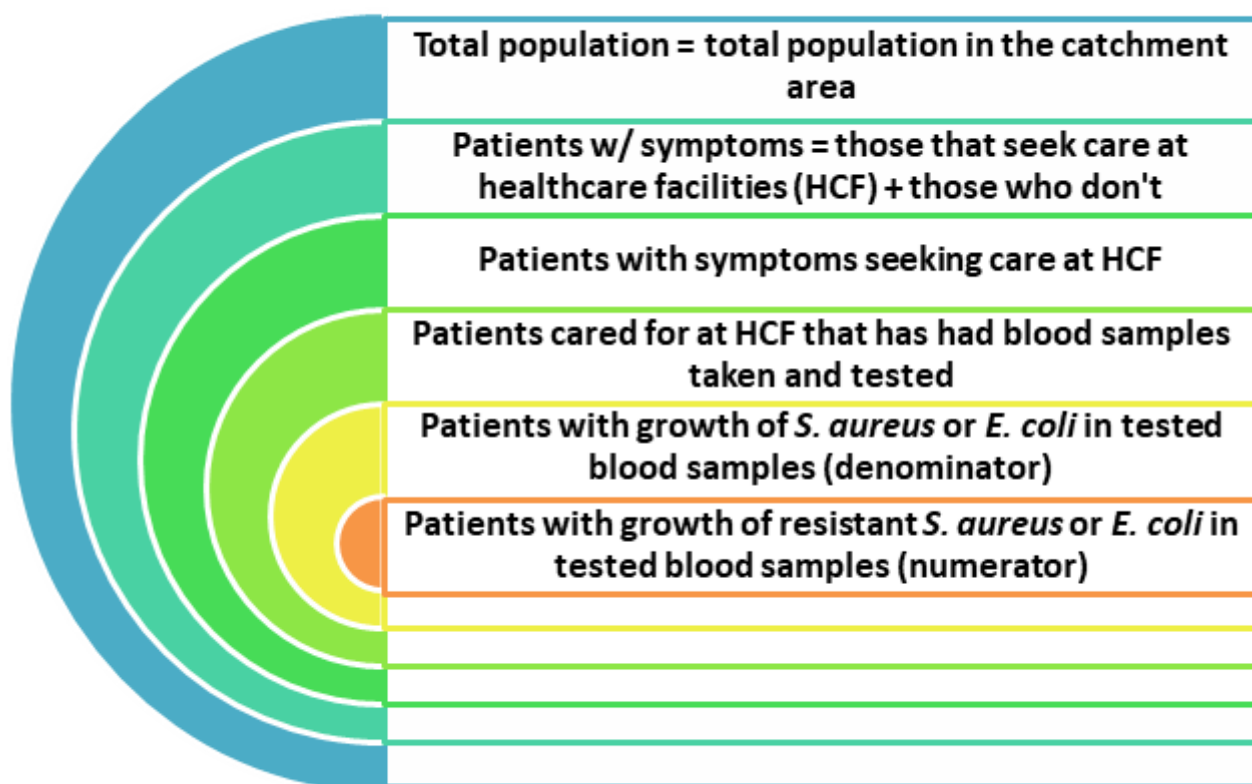 Total population = total population in the catchment
area
Patients w/ symptoms = those that seek care at
healthcare facilities (HCF) + those who don't
Patients with symptoms seeking care at HCF
Patients cared for at HCF that has had blood samples
taken and tested
Patients with growth of S. aureus or E. coli in tested
blood samples (denominator)
Patients with growth of resistant S. aureus or E. coli in
tested blood samples (numerator)